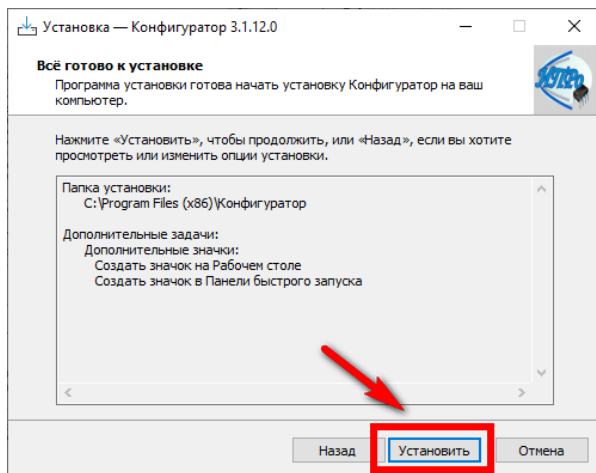 Установка — Конфигуратор 3.1.12.0
Всё готово к установке
Программа установки готова начать установку Конфигуратор на ваш
компьютер.
Нажмите «Установить», чтобы продолжить, или «Назад», если вы хотите
просмотреть или изменить опции установки.
Папка установки:
C:\Program Files (x86)\Конфигуратор
Дополнительные задачи:
Дополнительные значки:
Создать значок на Рабочем столе
Создать значок в Панели быстрого запуска
Назад
Установить
Отмена